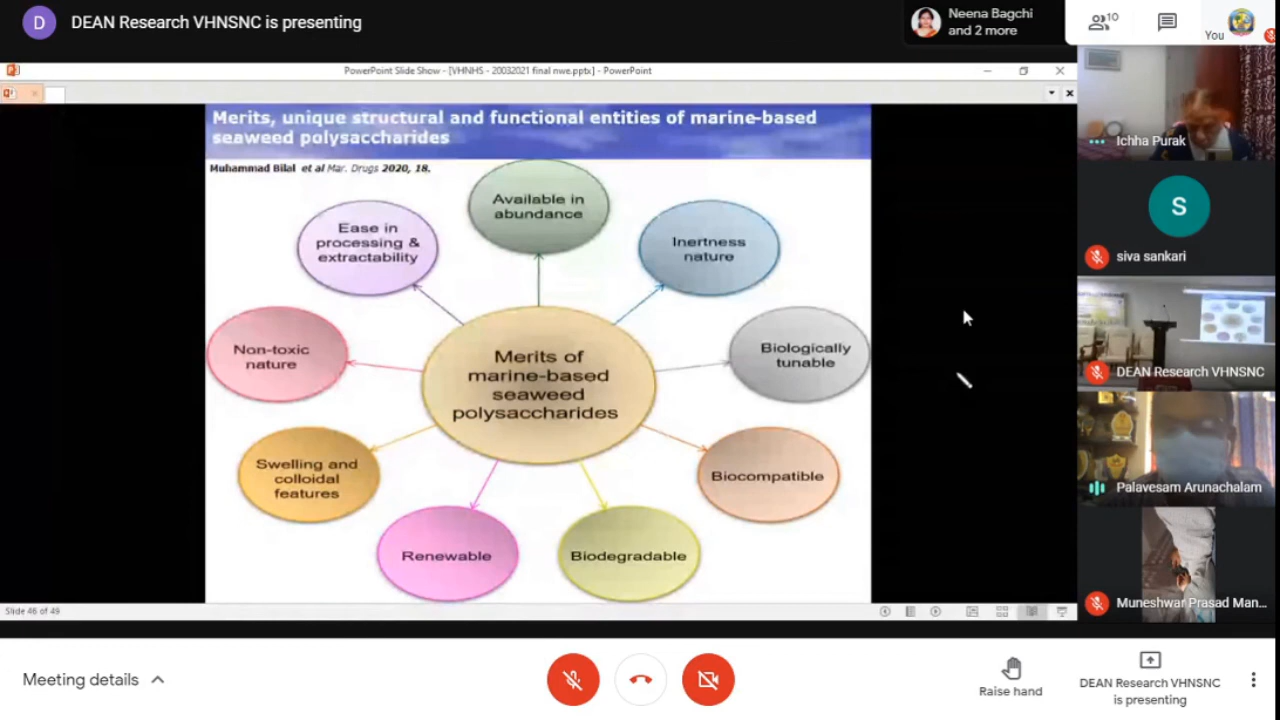 D
DEAN Research VHNSNC is presenting
Neena Bagchi
and 2 more
10
You
PowerPoint Slide Show - [VHNHS - 20032021 final nwe.pptx] - PowerPoint
Merits, unique structural and functional entities of marine-based
seaweed polysaccharides
Muhammad Bilal et al Mar. Drugs 2020, 18.
Available in
abundance
Ease in
processing &
extractability
Inertness
nature
Non-toxic
nature
Merits of
marine-based
seaweed
polysaccharides
Biologically
tunable
Swelling and
colloidal
features
Biocompatible
Renewable
Biodegradable
Slide 46 of 49
Ichha Purak
S
siva sankari
DEAN Research VHNSNC
Palavesam Arunachalam
Muneshwar Prasad Man...
Meeting details
Raise hand
DEAN Research VHNSNC
is presenting